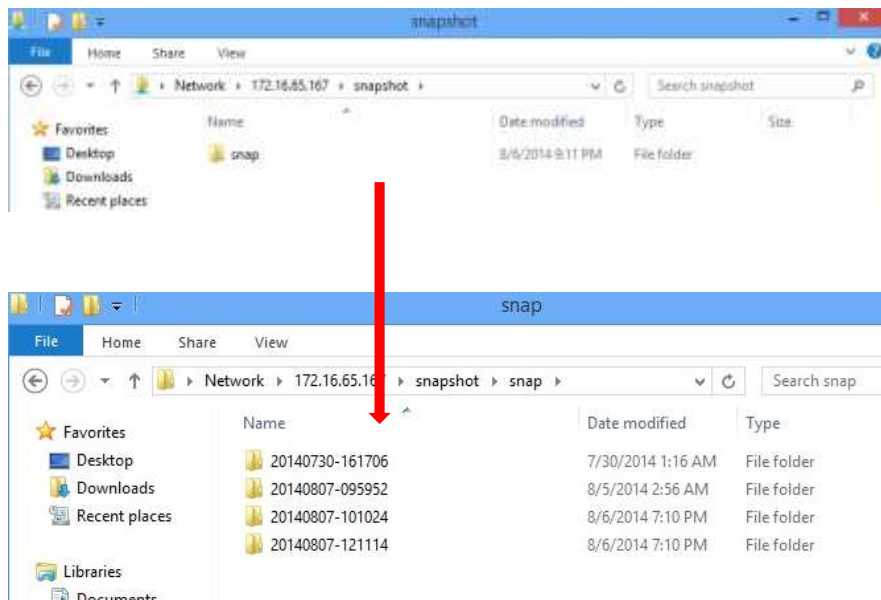 snapshot
File Home Share View
Network 172.16.65.167 snapshot Search snapshot
Name Date modified Type Size
Favorites
Desktop snap 8/6/2014 9:11 PM File folder
Downloads
Recent places
snap
File Home Share View
Network 172.16.65.167 snapshot snap Search snap
Name Date modified Type
Favorites
Desktop 20140730-161706 7/30/2014 1:16 AM File folder
Downloads 20140807-095952 8/5/2014 2:56 AM File folder
Recent places 20140807-101024 8/6/2014 7:10 PM File folder
20140807-121114 8/6/2014 7:10 PM File folder
Libraries
Documents